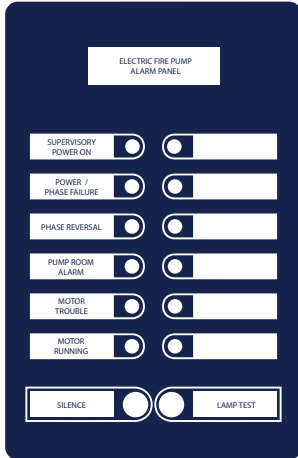 ELECTRIC FIRE PUMP
ALARM PANEL
SUPERVISORY
POWER ON
POWER /
PHASE FAILURE
PHASE REVERSAL
PUMP ROOM
ALARM
MOTOR
TROUBLE
MOTOR
RUNNING
SILENCE
LAMP TEST